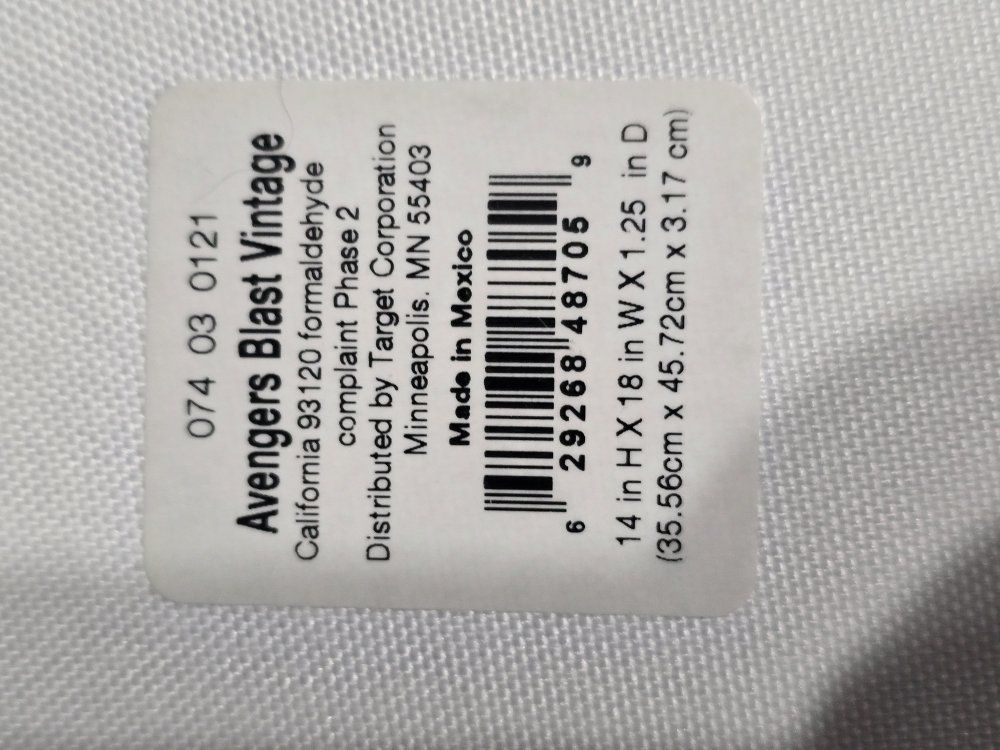 074 03 0121
Avengers Blast Vintage
California 93120 formaldehyde
complaint Phase 2
Distributed by Target Corporation
Minneapolis. MN 55403
Made in Mexico
6 29268 48705 9
14 in H X 18 in W X 1.25 in D
(35.56cm x 45.72cm x 3.17 cm)